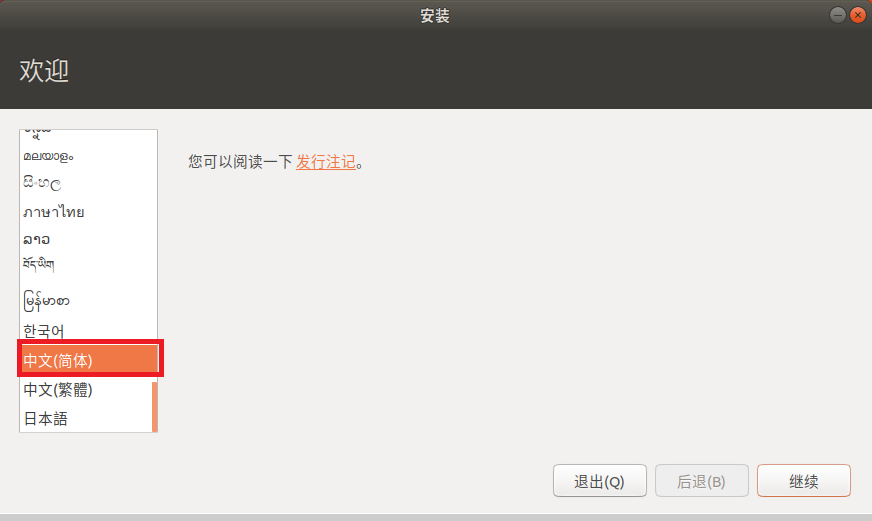 安装
欢迎
മലയാളം
සිංහල
ภาษาไทย
ລາວ
བོད་ཡིག
မြန်မာစာ
한국어
中文(简体)
中文(繁體)
日本語
您可以阅读一下 发行注记。
退出(Q)
后退(B)
继续